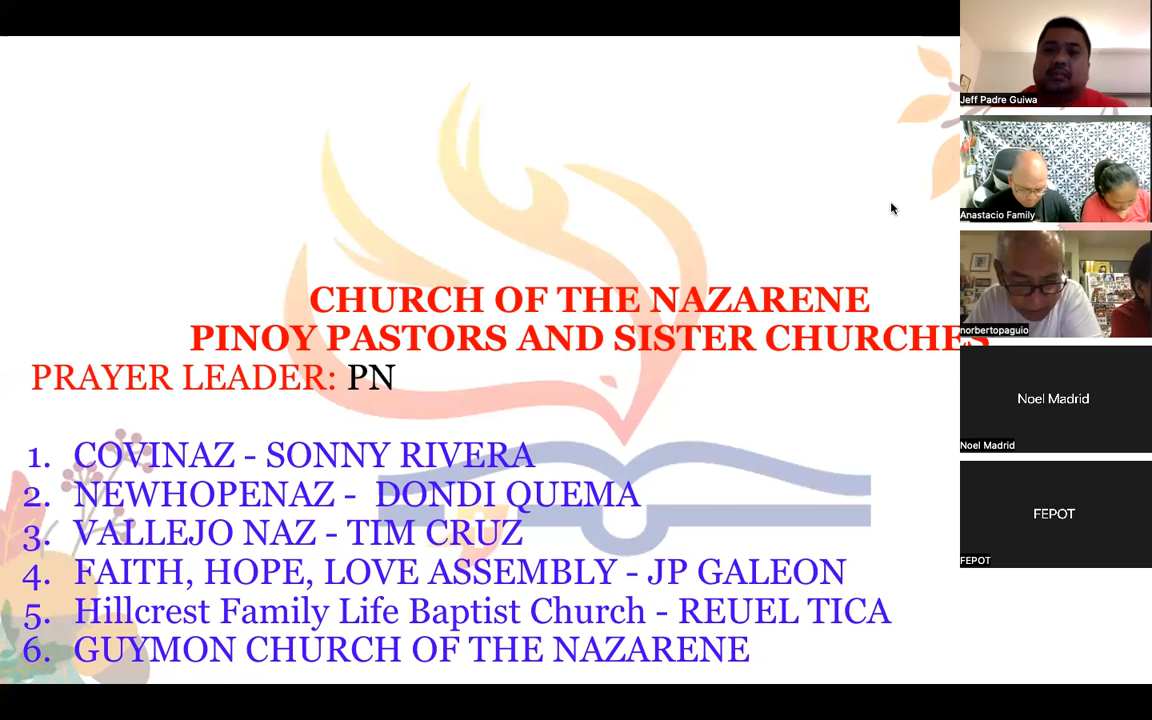 CHURCH OF THE NAZARENE
PINOY PASTORS AND SISTER CHURCHES
PRAYER LEADER: PN
1. COVINAZ - SONNY RIVERA
2. NEWHOPENAZ - DONDI QUEMA
3. VALLEJO NAZ - TIM CRUZ
4. FAITH, HOPE, LOVE ASSEMBLY - JP GALEON
5. Hillcrest Family Life Baptist Church - REUEL TICA
6. GUYMON CHURCH OF THE NAZARENE
Jeff Padre Guiwa
Anastacio Family
norbertopaguio
Noel Madrid
Noel Madrid
FEPOT
FEPOT